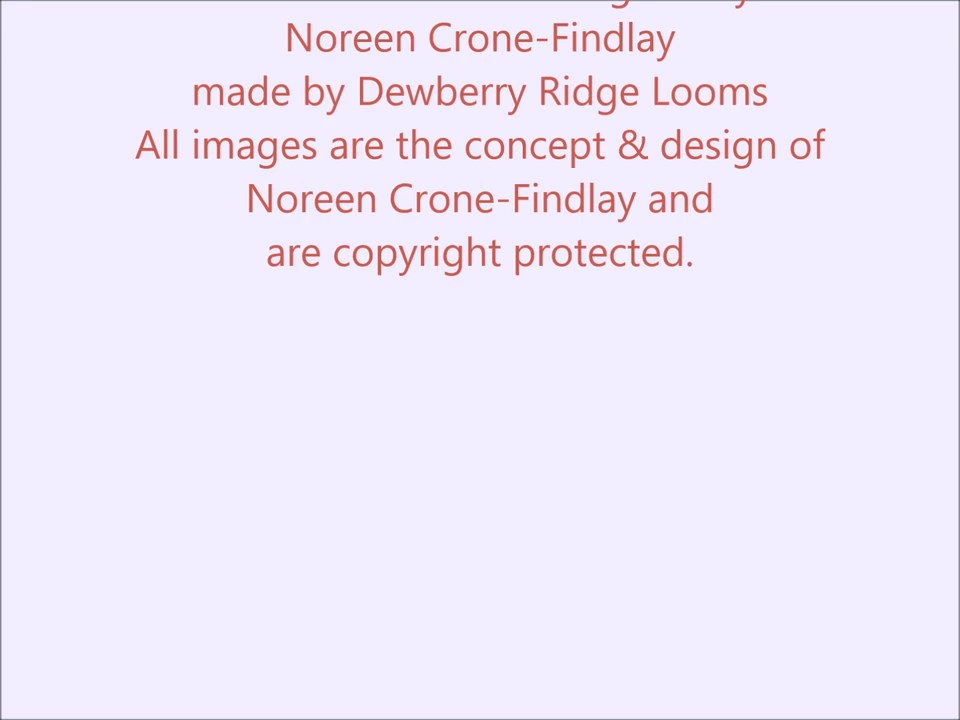 Noreen Crone-Findlay
made by Dewberry Ridge Looms
All images are the concept & design of
Noreen Crone-Findlay and
are copyright protected.